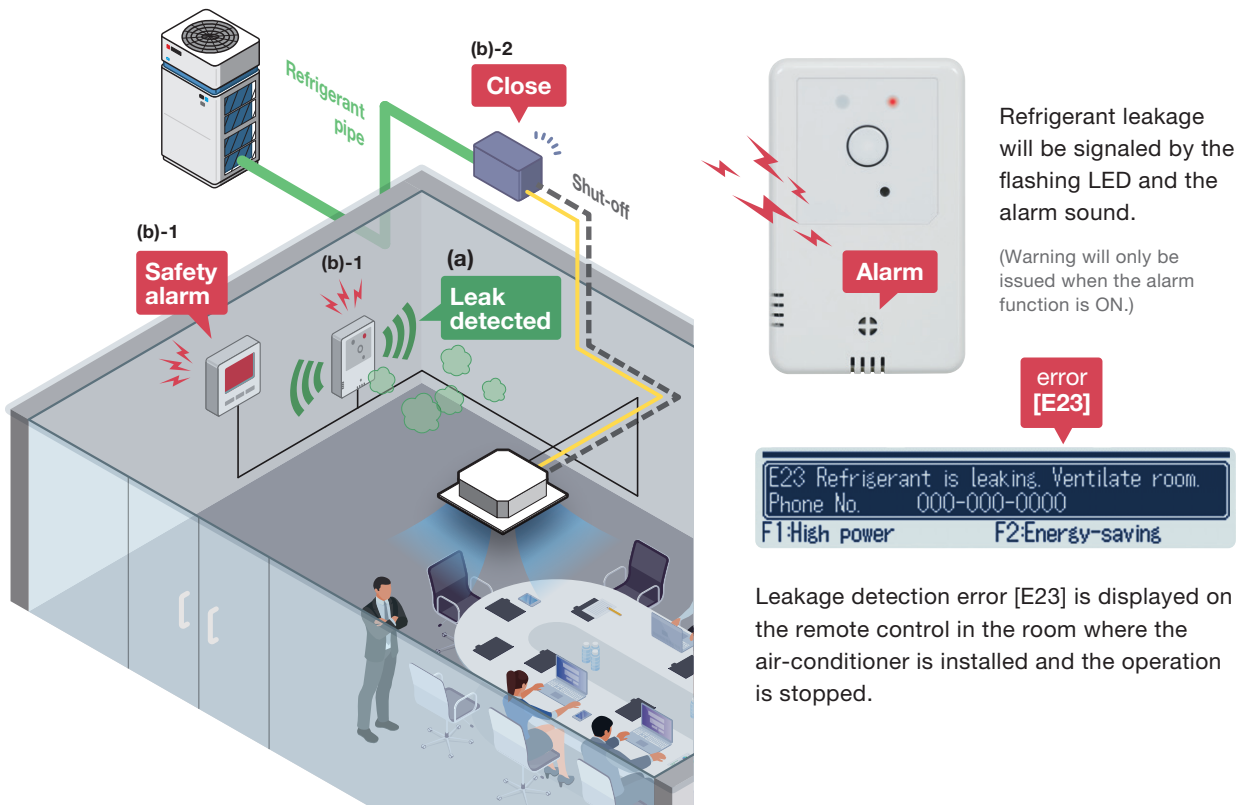 (b)-2
Close
Refrigerant
pipe
Shut-off
(b)-1
Safety
alarm
(b)-1
(a)
Leak
detected
Alarm
Refrigerant leakage
will be signaled by the
flashing LED and the
alarm sound.
(Warning will only be
issued when the alarm
function is ON.)
error
[E23]
E23 Refrigerant is leaking. Ventilate room.
Phone No. 000-000-0000
F1:High power F2:Energy-saving
Leakage detection error [E23] is displayed on
the remote control in the room where the
air-conditioner is installed and the operation
is stopped.